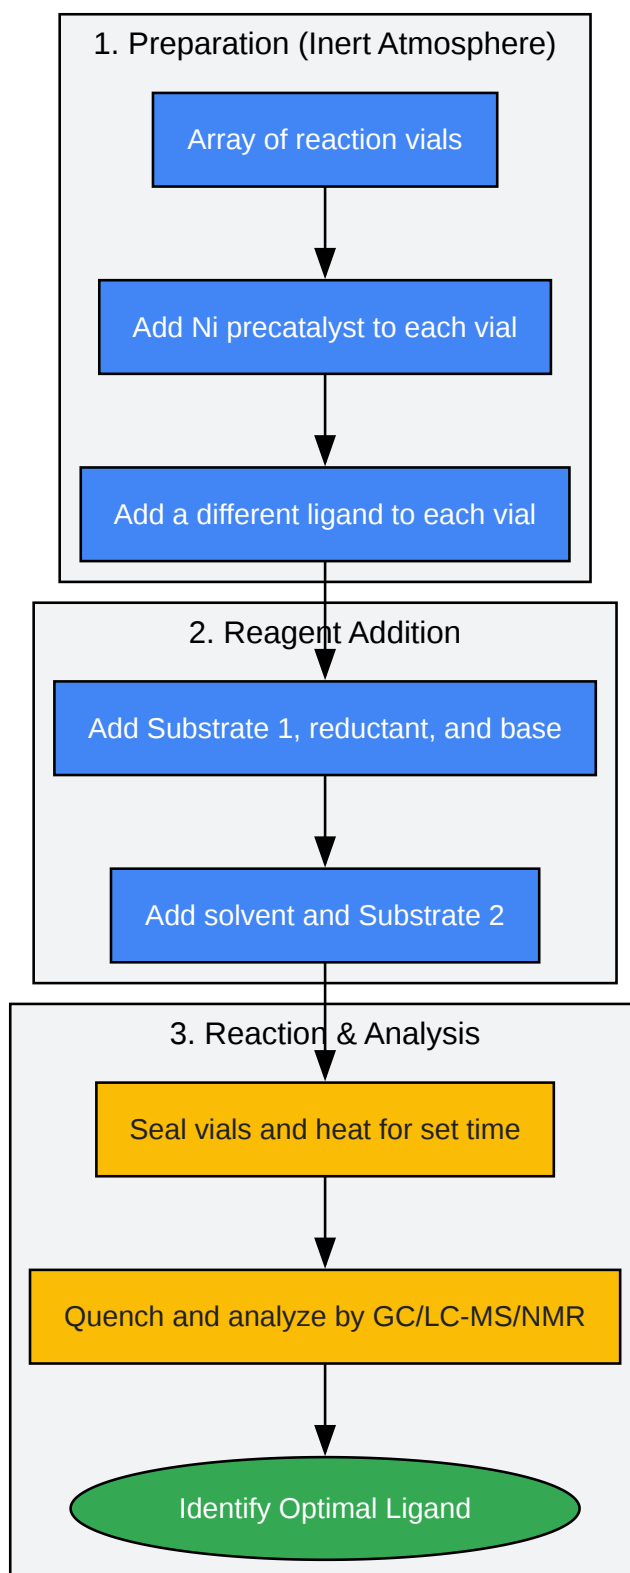 1. Preparation (Inert Atmosphere)
Array of reaction vials
Add Ni precatalyst to each vial
Add a different ligand to each vial
2. Reagent Addition
Add Substrate 1, reductant, and base
Add solvent and Substrate 2
3. Reaction & Analysis
Seal vials and heat for set time
Quench and analyze by GC/LC-MS/NMR
Identify Optimal Ligand